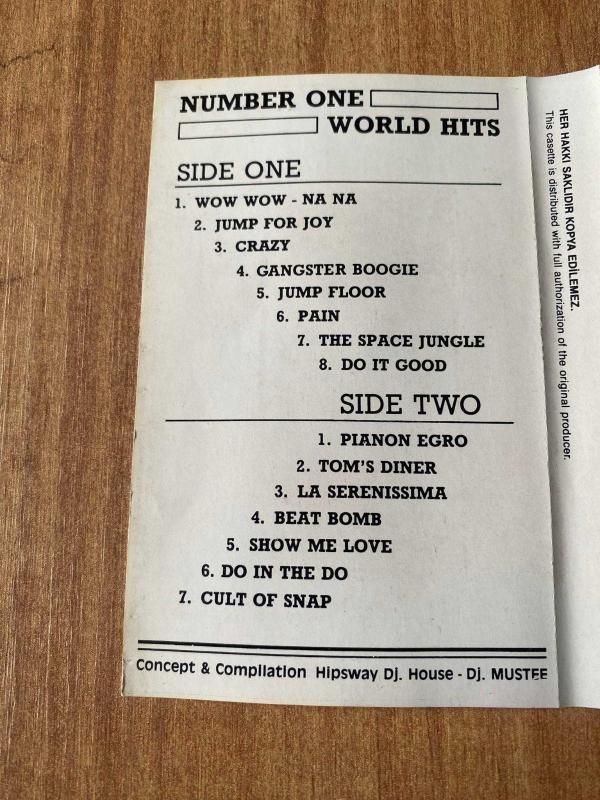 NUMBER ONE
WORLD HITS
SIDE ONE
1. WOW WOW - NA NA
2. JUMP FOR JOY
3. CRAZY
4. GANGSTER BOOGIE
5. JUMP FLOOR
6. PAIN
7. THE SPACE JUNGLE
8. DO IT GOOD
SIDE TWO
1. PIANON EGRO
2. TOM'S DINER
3. LA SERENISSIMA
4. BEAT BOMB
5. SHOW ME LOVE
6. DO IN THE DO
7. CULT OF SNAP
Concept & Compilation Hipsway Dj. House - Dj. MUSTEE
HER HAKKI SAKLIDIR KOPYA EDİLEMEZ.
This casette is distributed with full authorization of the original producer.